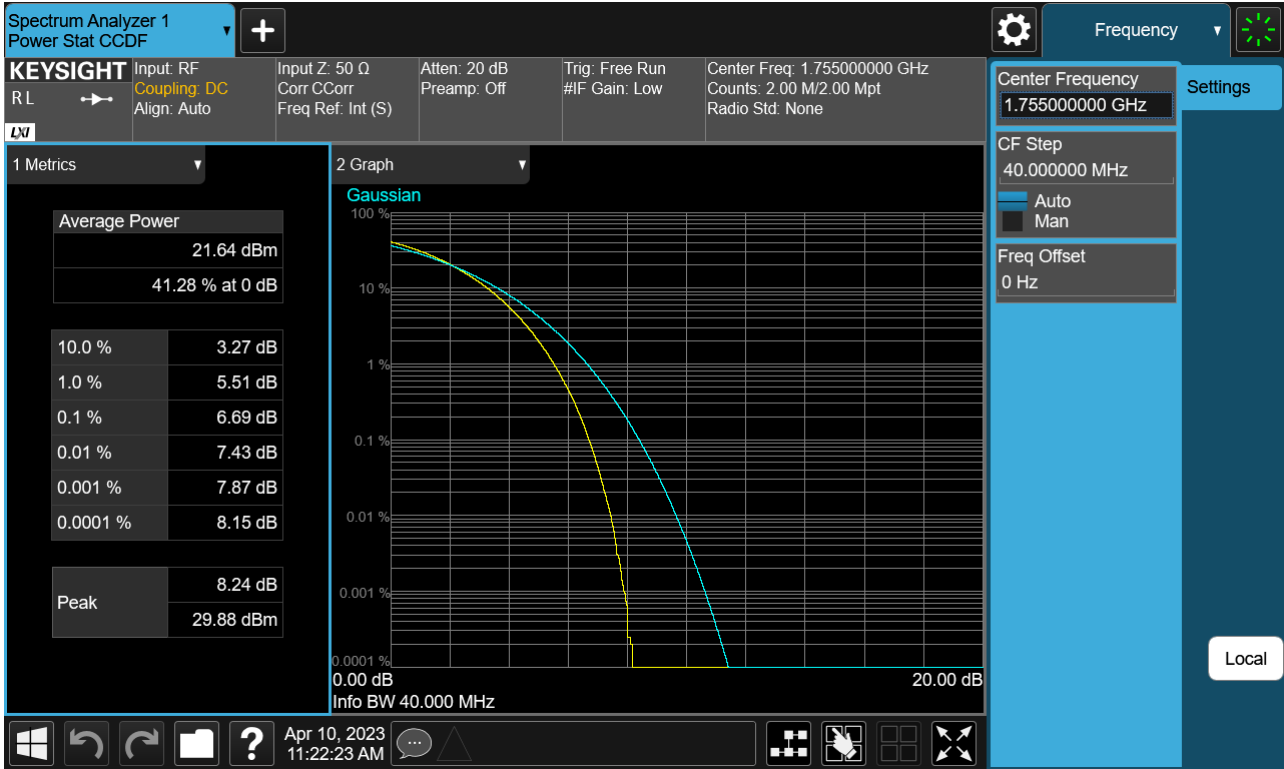 Spectrum Analyzer 1
Power Stat CCDF
+
Frequency
KEYSIGHT
R L
LXI
Input: RF
Coupling: DC
Align: Auto
Input Z: 50 Ω
Corr CCorr
Freq Ref: Int (S)
Atten: 20 dB
Preamp: Off
Trig: Free Run
#IF Gain: Low
Center Freq: 1.755000000 GHz
Counts: 2.00 M/2.00 Mpt
Radio Std: None
Center Frequency
1.755000000 GHz
Settings
CF Step
40.000000 MHz
Auto
Man
Freq Offset
0 Hz
1 Metrics
Average Power
21.64 dBm
41.28 % at 0 dB
10.0 % 3.27 dB
1.0 % 5.51 dB
0.1 % 6.69 dB
0.01 % 7.43 dB
0.001 % 7.87 dB
0.0001 % 8.15 dB
Peak
8.24 dB
29.88 dBm
2 Graph
Gaussian
100 %
10 %
1 %
0.1 %
0.01 %
0.001 %
0.0001 %
0.00 dB 20.00 dB
Info BW 40.000 MHz
Local
?
Apr 10, 2023
11:22:23 AM